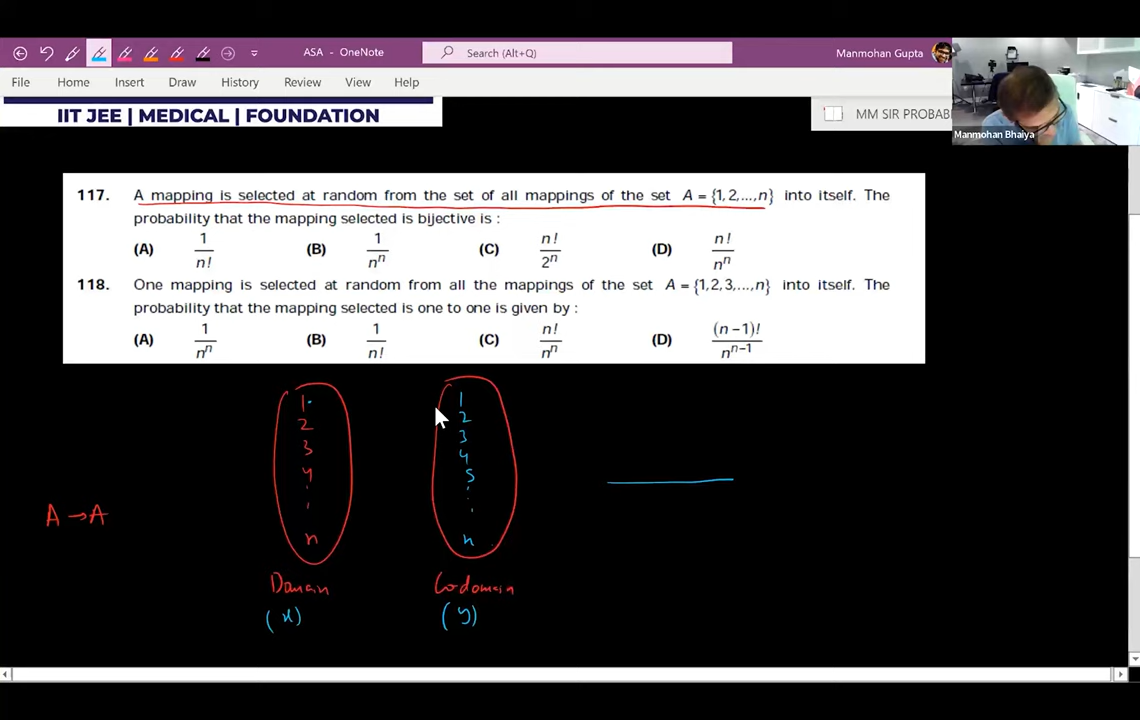 ASA - OneNote
Search (Alt+Q)
Manmohan Gupta
File Home Insert Draw History Review View Help
IIT JEE | MEDICAL | FOUNDATION
MM SIR PROBAB
Manmohan Bhaiya
117. A mapping is selected at random from the set of all mappings of the set A = {1, 2, ..., n} into itself. The
probability that the mapping selected is bijective is :
(A) 1/n! (B) 1/n^n (C) n!/2^n (D) n!/n^n
118. One mapping is selected at random from all the mappings of the set A = {1, 2, 3, ..., n} into itself. The
probability that the mapping selected is one to one is given by :
(A) 1/n^n (B) 1/n! (C) n!/n^n (D) (n – 1)!/n^(n–1)
1
2
3
4
n
Domain
(x)
1
2
3
4
5
n
Codomain
(y)
A → A